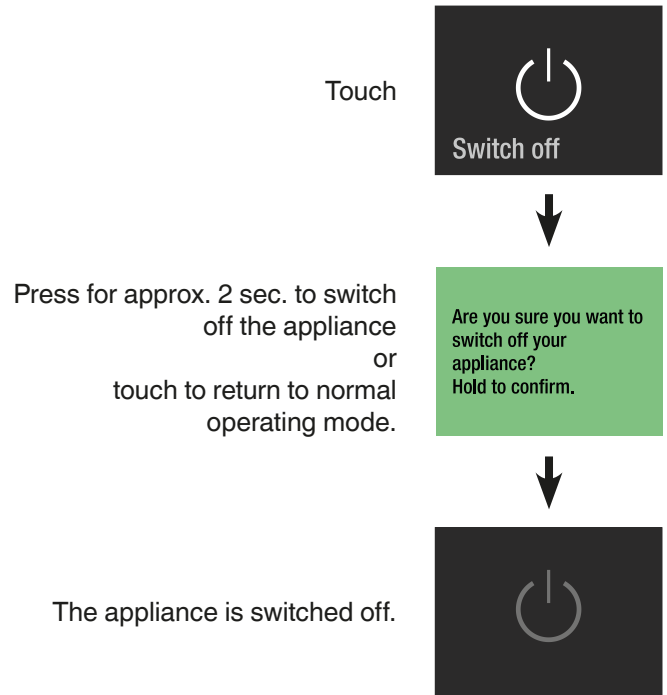 Touch
Switch off
Press for approx. 2 sec. to switch
off the appliance
or
touch to return to normal
operating mode.
Are you sure you want to
switch off your
appliance?
Hold to confirm.
The appliance is switched off.